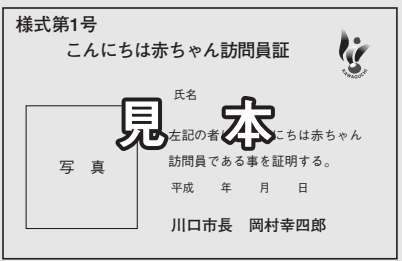 様式第1号
こんにちは赤ちゃん訪問員証
KAWAGUCHI
氏名
見本
左記の者は にちは赤ちゃん
訪問員である事を証明する。
写 真
平成 年 月 日
川口市長 岡村幸四郎